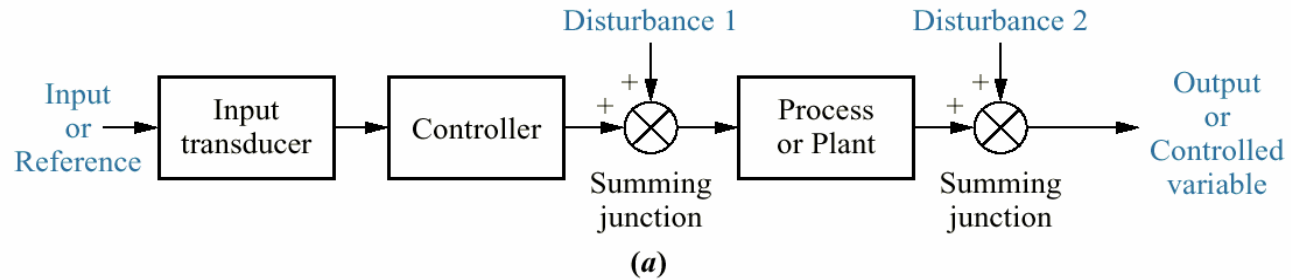 Disturbance 1
Disturbance 2
Input
or
Reference
Input
transducer
Controller
+
+
Summing
junction
Process
or Plant
+
+
Summing
junction
Output
or
Controlled
variable
(a)